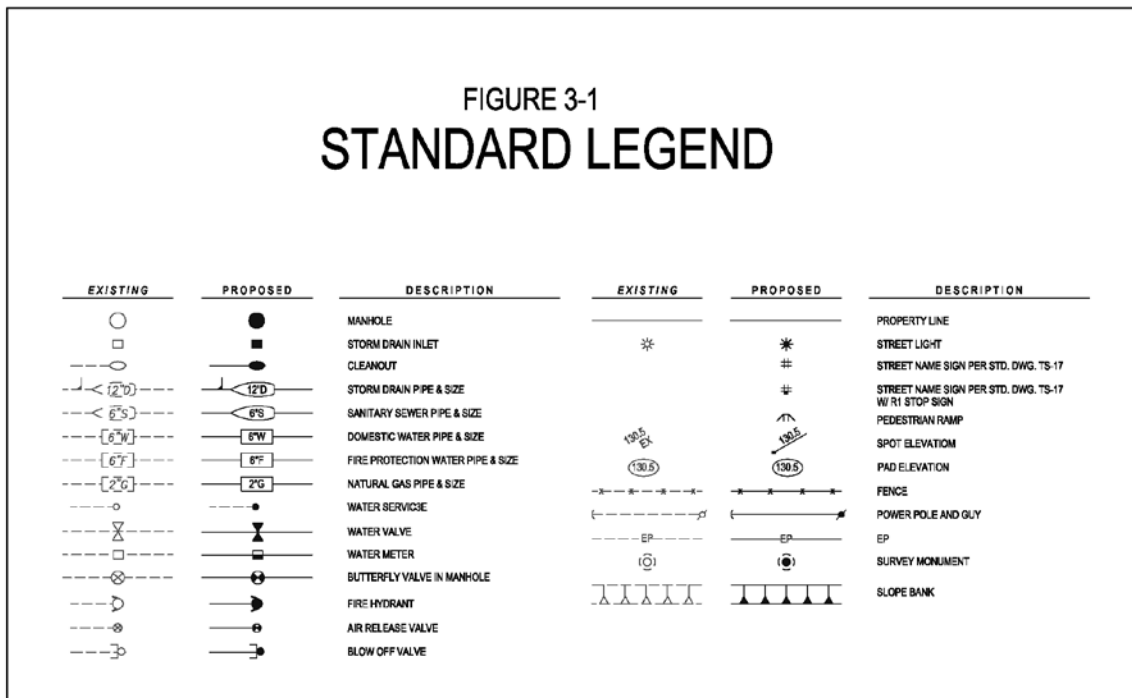 FIGURE 3-1
STANDARD LEGEND
EXISTING PROPOSED DESCRIPTION
MANHOLE
STORM DRAIN INLET
CLEANOUT
12"D 12"D STORM DRAIN PIPE & SIZE
6"S 6"S SANITARY SEWER PIPE & SIZE
6"W 6"W DOMESTIC WATER PIPE & SIZE
6"F 6"F FIRE PROTECTION WATER PIPE & SIZE
2"G 2"G NATURAL GAS PIPE & SIZE
WATER SERVIC3E
WATER VALVE
WATER METER
BUTTERFLY VALVE IN MANHOLE
FIRE HYDRANT
AIR RELEASE VALVE
BLOW OFF VALVE
EXISTING PROPOSED DESCRIPTION
PROPERTY LINE
STREET LIGHT
STREET NAME SIGN PER STD. DWG. TS-17
STREET NAME SIGN PER STD. DWG. TS-17
W/ R1 STOP SIGN
PEDESTRIAN RAMP
130.5 EX 130.5 SPOT ELEVATIOM
130.5 130.5 PAD ELEVATION
FENCE
POWER POLE AND GUY
EP EP EP
SURVEY MONUMENT
SLOPE BANK